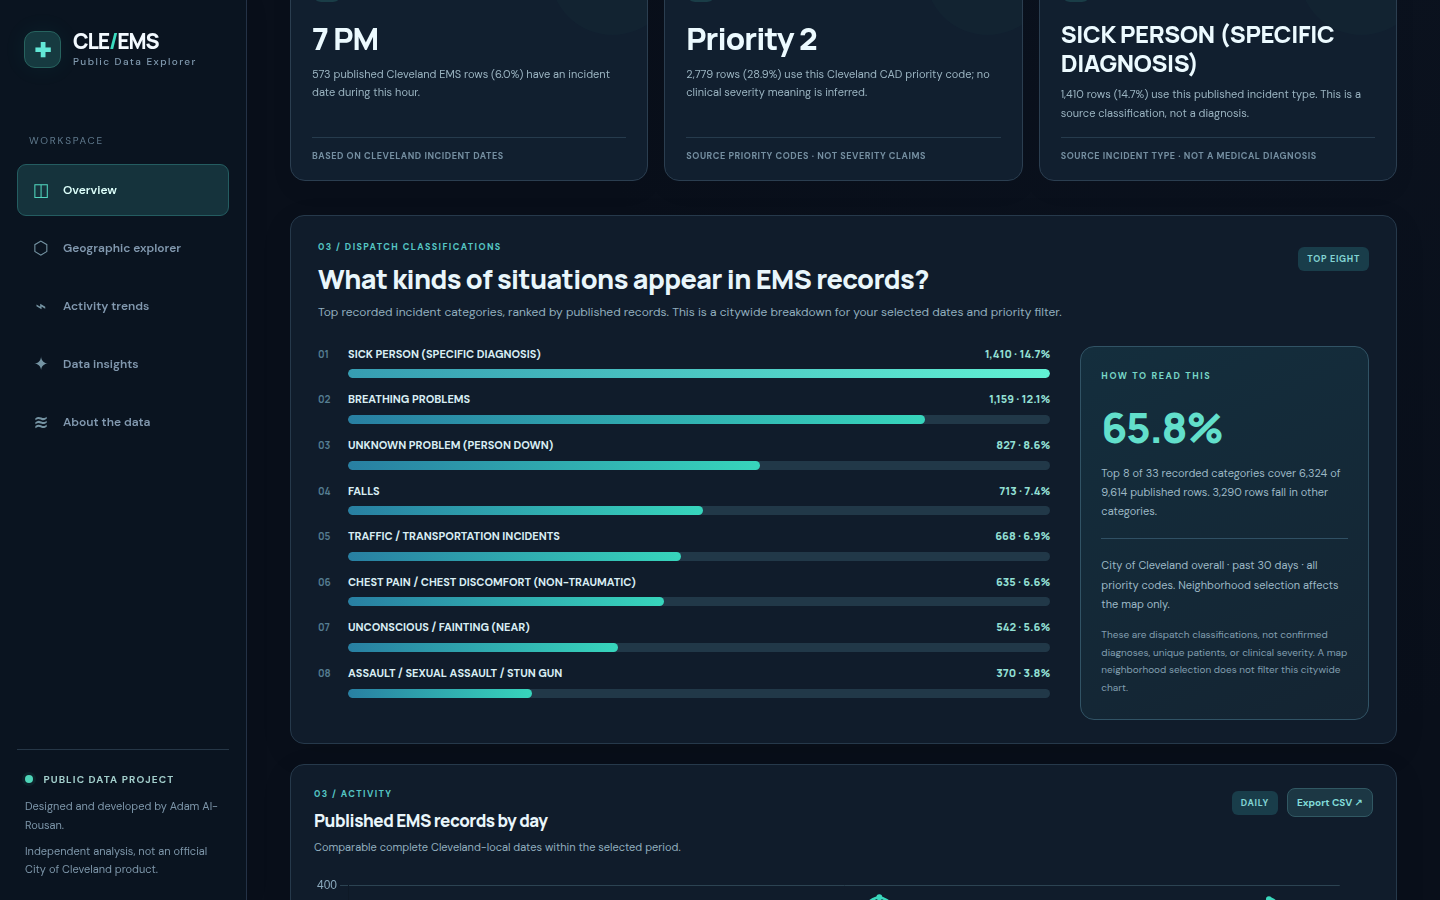 CLE/EMS
Public Data Explorer
WORKSPACE
Overview
Geographic explorer
Activity trends
Data insights
About the data
PUBLIC DATA PROJECT
Designed and developed by Adam Al-
Rousan.
Independent analysis, not an official
City of Cleveland product.
7 PM
573 published Cleveland EMS rows (6.0%) have an incident
date during this hour.
BASED ON CLEVELAND INCIDENT DATES
Priority 2
2,779 rows (28.9%) use this Cleveland CAD priority code; no
clinical severity meaning is inferred.
SOURCE PRIORITY CODES · NOT SEVERITY CLAIMS
SICK PERSON (SPECIFIC
DIAGNOSIS)
1,410 rows (14.7%) use this published incident type. This is a
source classification, not a diagnosis.
SOURCE INCIDENT TYPE · NOT A MEDICAL DIAGNOSIS
03 / DISPATCH CLASSIFICATIONS
TOP EIGHT
What kinds of situations appear in EMS records?
Top recorded incident categories, ranked by published records. This is a citywide breakdown for your selected dates and priority filter.
01 SICK PERSON (SPECIFIC DIAGNOSIS) 1,410 · 14.7%
02 BREATHING PROBLEMS 1,159 · 12.1%
03 UNKNOWN PROBLEM (PERSON DOWN) 827 · 8.6%
04 FALLS 713 · 7.4%
05 TRAFFIC / TRANSPORTATION INCIDENTS 668 · 6.9%
06 CHEST PAIN / CHEST DISCOMFORT (NON-TRAUMATIC) 635 · 6.6%
07 UNCONSCIOUS / FAINTING (NEAR) 542 · 5.6%
08 ASSAULT / SEXUAL ASSAULT / STUN GUN 370 · 3.8%
HOW TO READ THIS
65.8%
Top 8 of 33 recorded categories cover 6,324 of
9,614 published rows. 3,290 rows fall in other
categories.
City of Cleveland overall · past 30 days · all
priority codes. Neighborhood selection affects
the map only.
These are dispatch classifications, not confirmed
diagnoses, unique patients, or clinical severity. A map
neighborhood selection does not filter this citywide
chart.
03 / ACTIVITY
DAILY
Export CSV ↗
Published EMS records by day
Comparable complete Cleveland-local dates within the selected period.
400